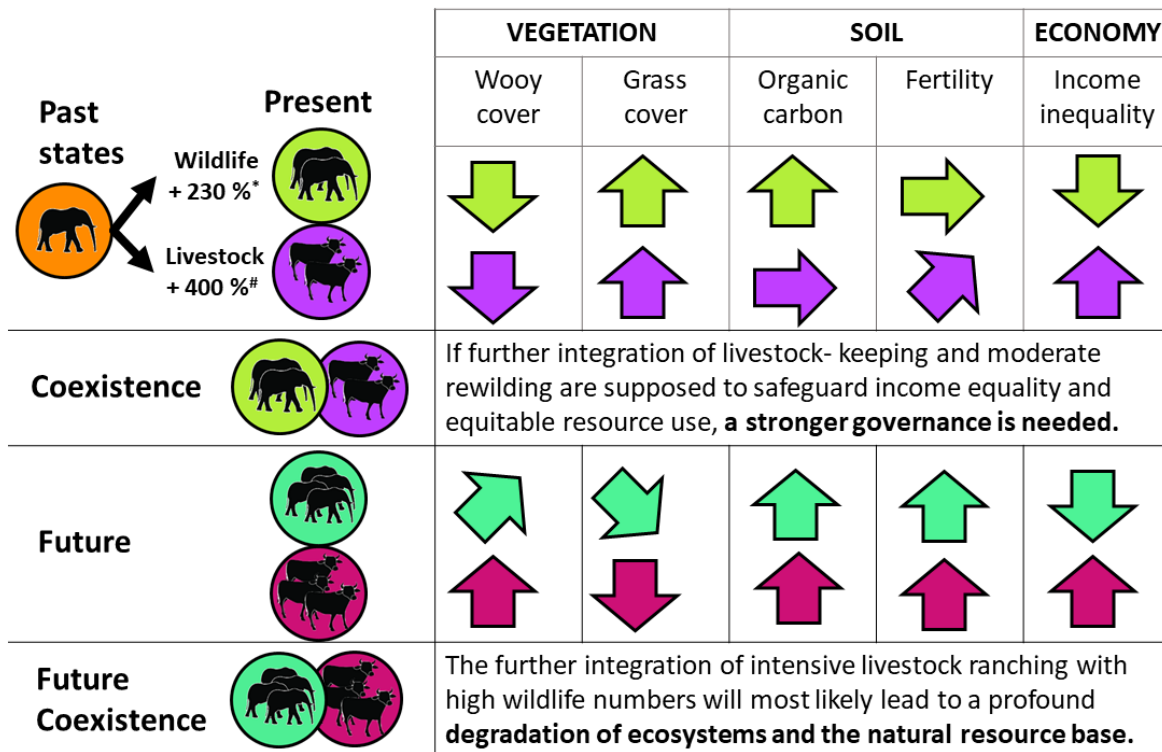 VEGETATION
SOIL
ECONOMY
Wooy
cover
Grass
cover
Organic
carbon
Fertility
Income
inequality
Past
states
Present
Wildlife
+ 230 %*
Livestock
+ 400 %#
Coexistence
If further integration of livestock- keeping and moderate
rewilding are supposed to safeguard income equality and
equitable resource use, a stronger governance is needed.
Future
Future
Coexistence
The further integration of intensive livestock ranching with
high wildlife numbers will most likely lead to a profound
degradation of ecosystems and the natural resource base.